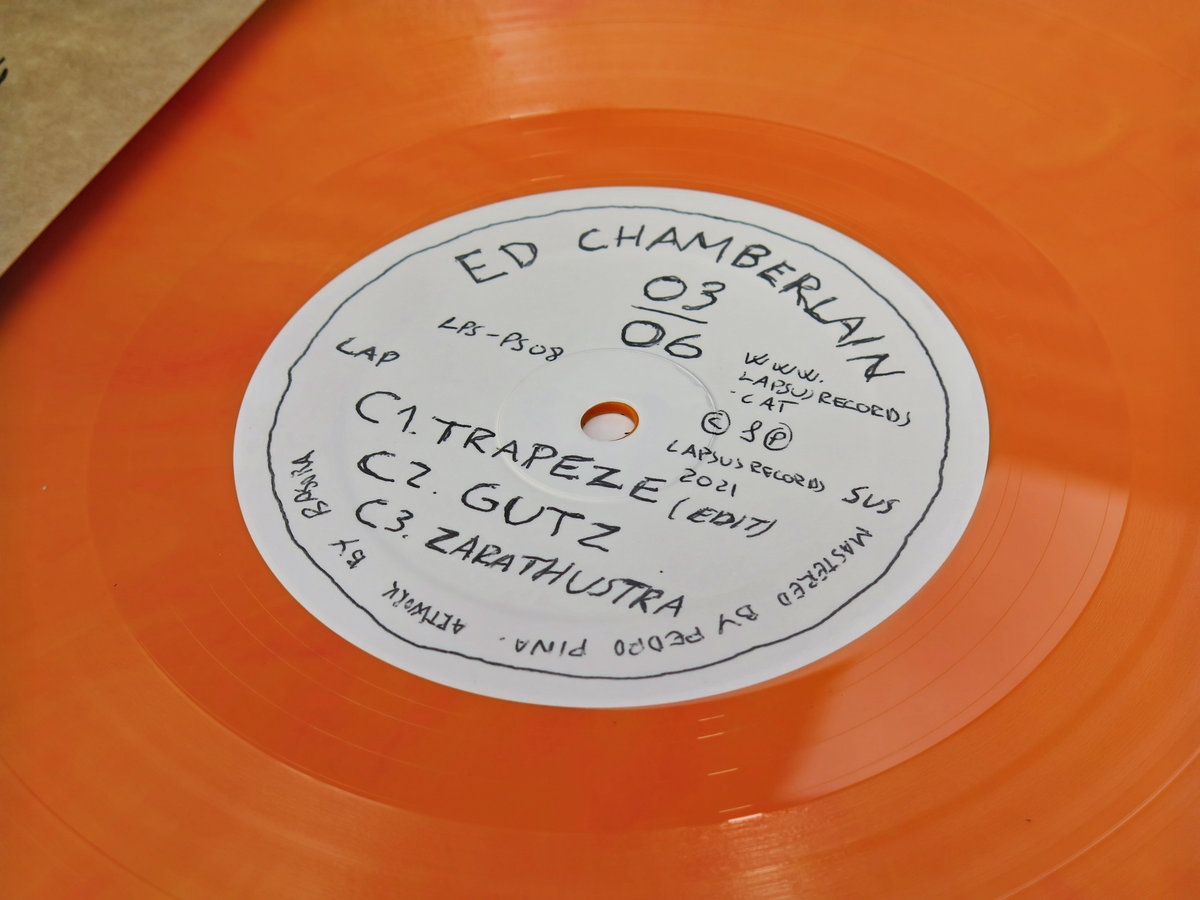 ED CHAMBERLAIN
03
06
LPS-PS08
LAP
WWW.
LAPSUSRECORDS
.CAT
© & ℗
LAPSUS RECORDS
2021
SUS
C1. TRAPEZE (EDIT)
C2. GUTZ
C3. ZARATHUSTRA
MASTERED BY PEDRO PINA. ARTWORK BY BASORA